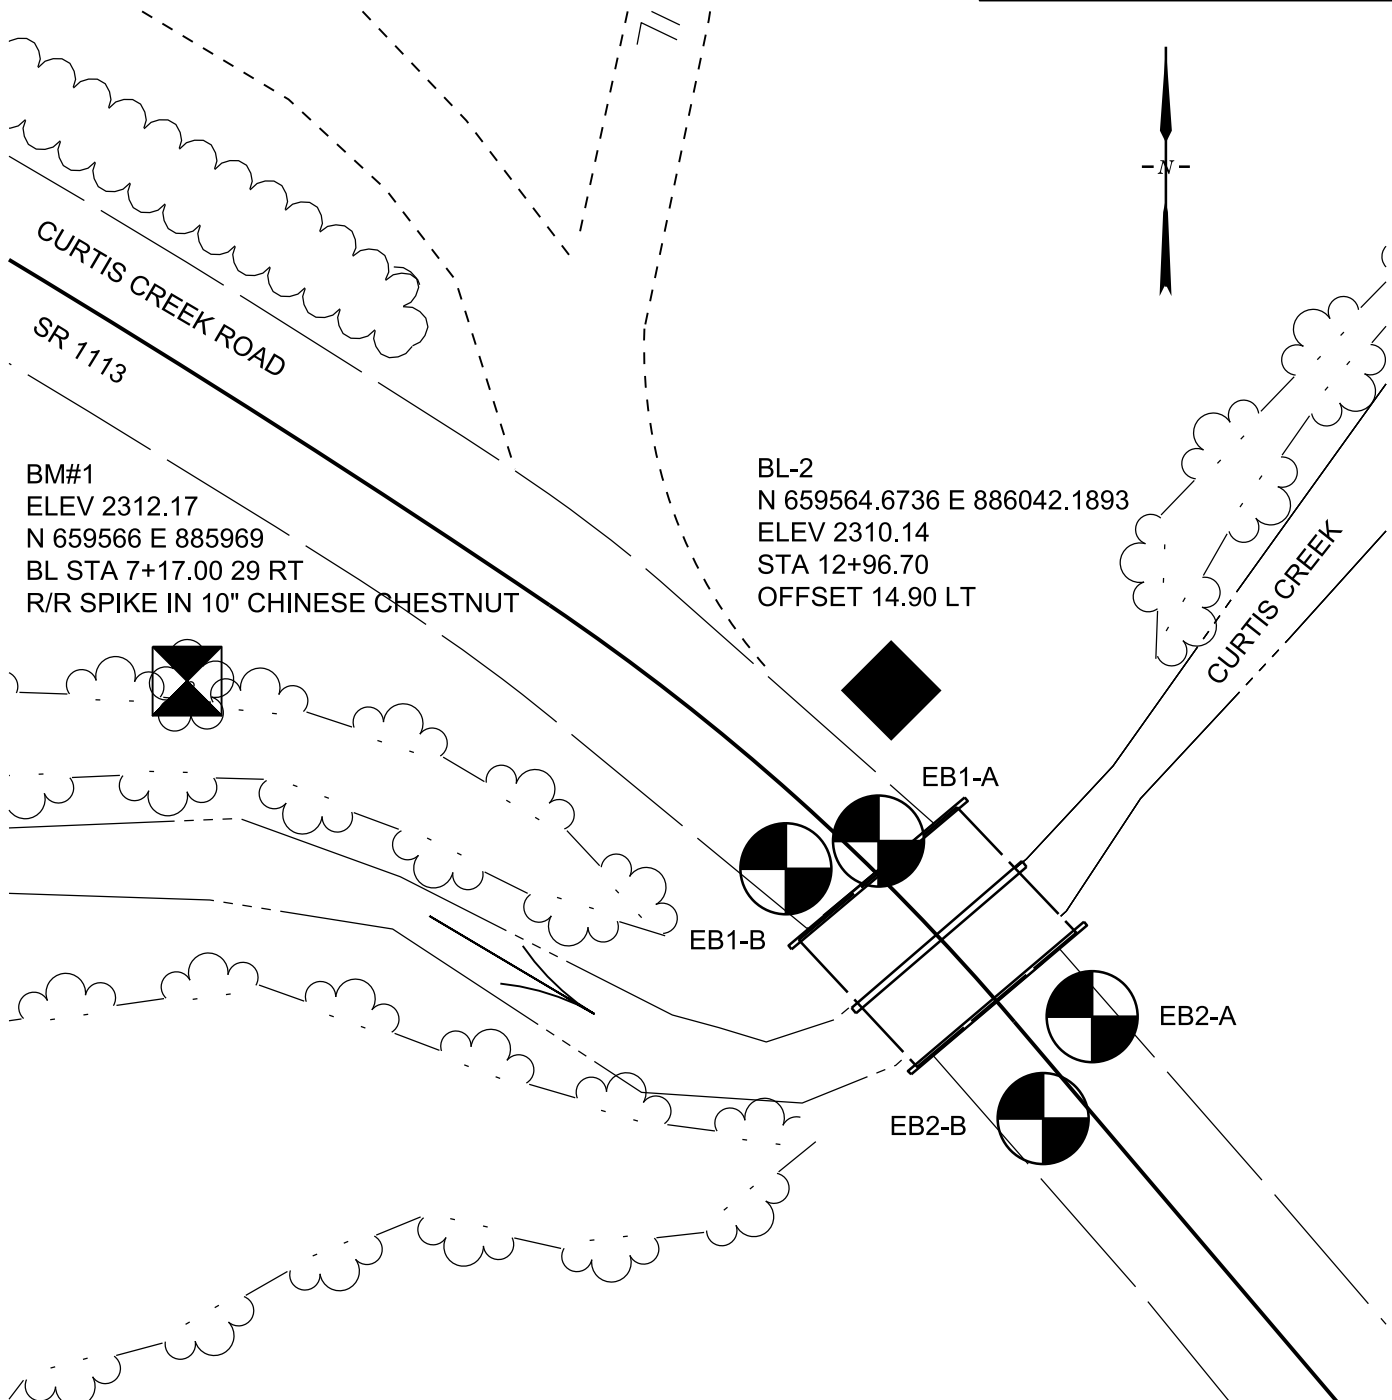 -N-
CURTIS CREEK ROAD
SR 1113
BM#1
ELEV 2312.17
N 659566 E 885969
BL STA 7+17.00 29 RT
R/R SPIKE IN 10" CHINESE CHESTNUT
BL-2
N 659564.6736 E 886042.1893
ELEV 2310.14
STA 12+96.70
OFFSET 14.90 LT
CURTIS CREEK
EB1-A
EB1-B
EB2-A
EB2-B